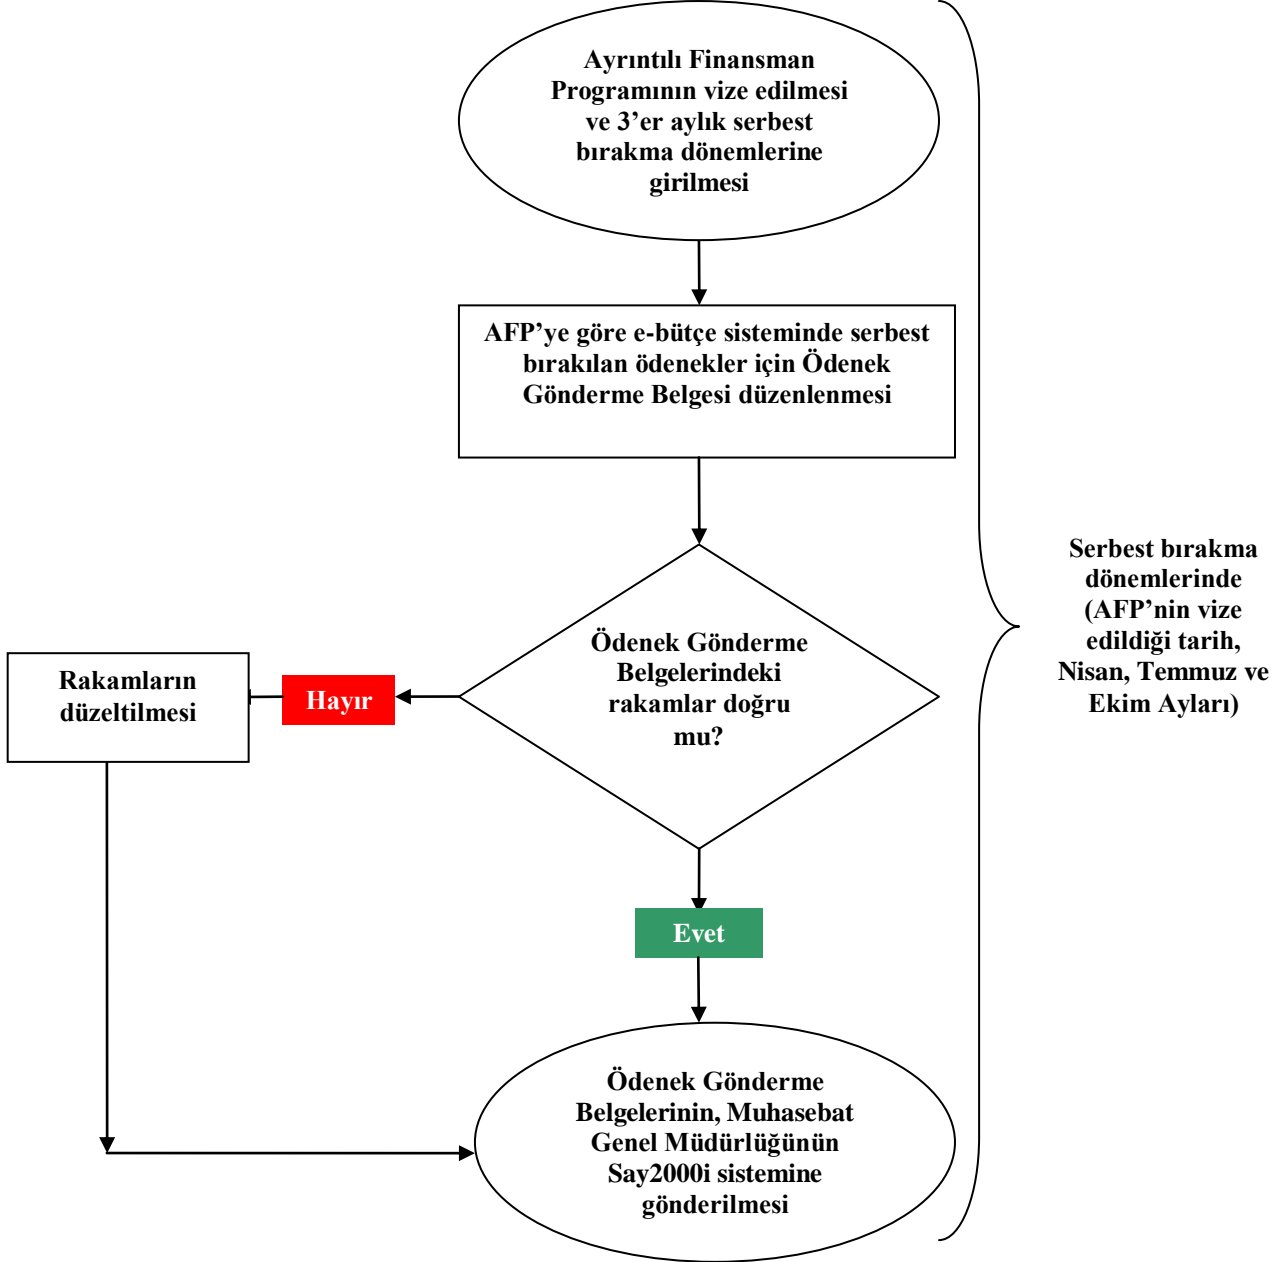 Ayrıntılı Finansman
Programının vize edilmesi
ve 3’er aylık serbest
bırakma dönemlerine
girilmesi
AFP’ye göre e-bütçe sisteminde serbest
bırakılan ödenekler için Ödenek
Gönderme Belgesi düzenlenmesi
Serbest bırakma
dönemlerinde
(AFP’nin vize
edildiği tarih,
Nisan, Temmuz ve
Ekim Ayları)
Ödenek Gönderme
Belgelerindeki
rakamlar doğru
mu?
Hayır
Rakamların
düzeltilmesi
Evet
Ödenek Gönderme
Belgelerinin, Muhasebat
Genel Müdürlüğünün
Say2000i sistemine
gönderilmesi